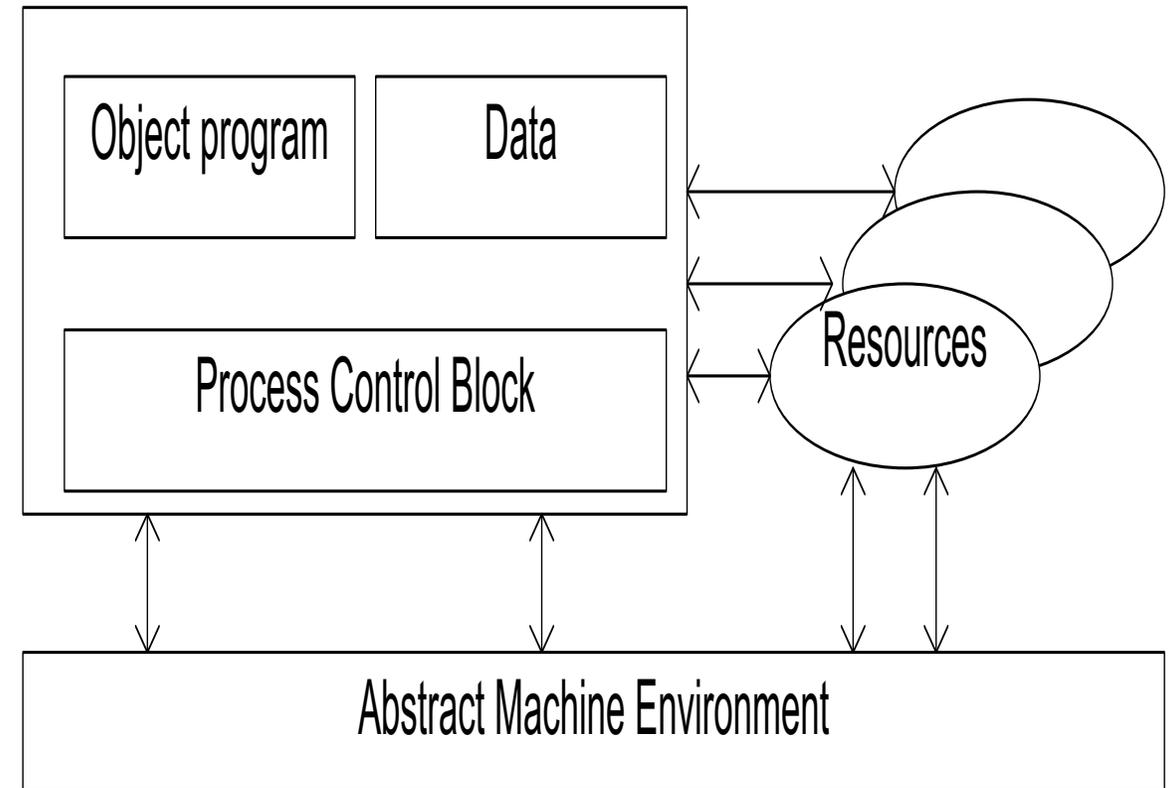 Object program
Data
Process Control Block
Resources
Abstract Machine Environment